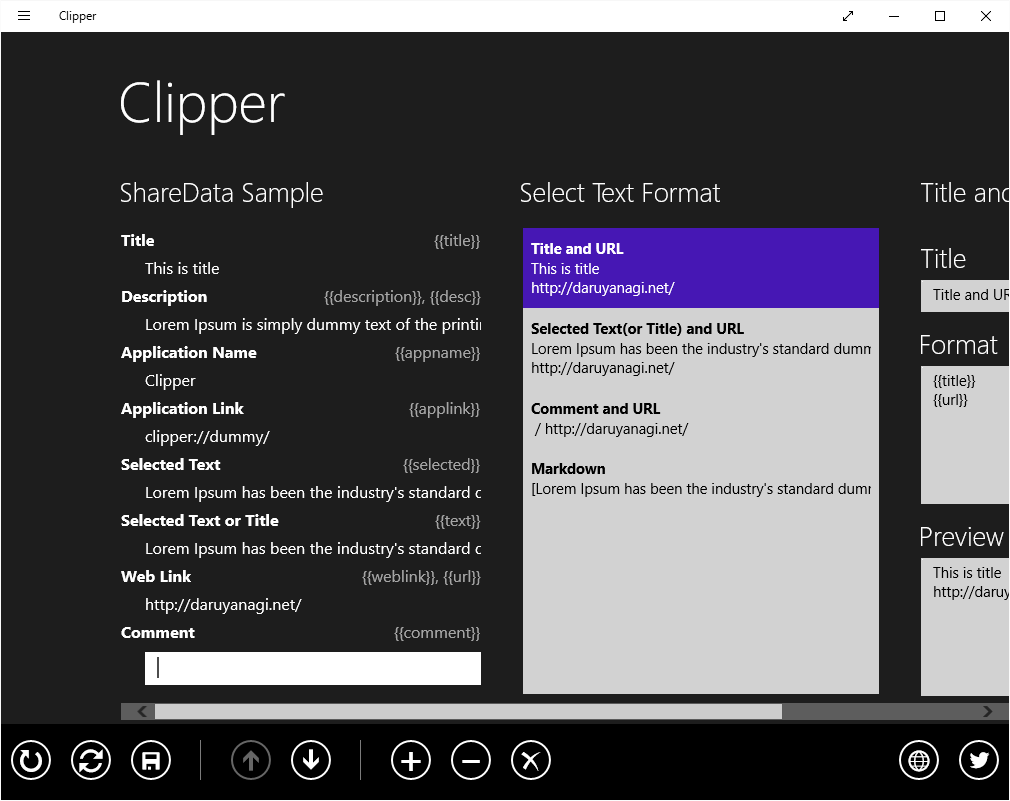 Clipper
Clipper
ShareData Sample
Title {{title}}
This is title
Description {{description}}, {{desc}}
Lorem Ipsum is simply dummy text of the printi
Application Name {{appname}}
Clipper
Application Link {{applink}}
clipper://dummy/
Selected Text {{selected}}
Lorem Ipsum has been the industry's standard d
Selected Text or Title {{text}}
Lorem Ipsum has been the industry's standard d
Web Link {{weblink}}, {{url}}
http://daruyanagi.net/
Comment {{comment}}
Select Text Format
Title and URL
This is title
http://daruyanagi.net/
Selected Text(or Title) and URL
Lorem Ipsum has been the industry's standard dumm
http://daruyanagi.net/
Comment and URL
/ http://daruyanagi.net/
Markdown
[Lorem Ipsum has been the industry's standard dumm
Title and
Title
Title and UR
Format
{{title}}
{{url}}
Preview
This is title
http://daruy